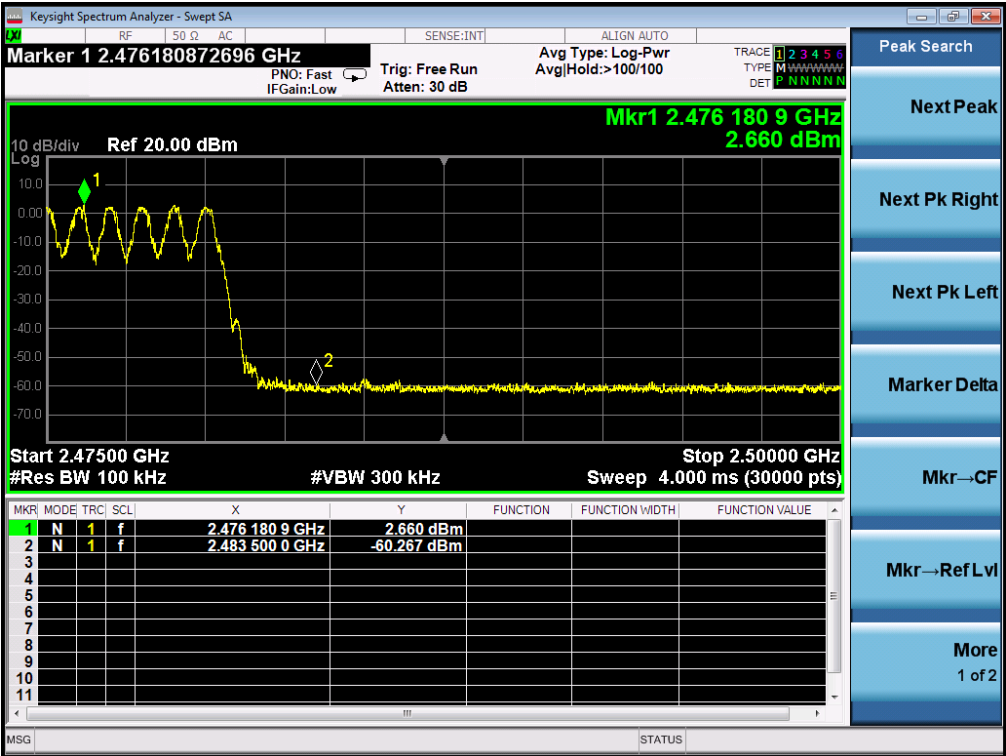 Keysight Spectrum Analyzer - Swept SA
LXI RF 50 Ω AC SENSE:INT ALIGN AUTO
Marker 1 2.476180872696 GHz
PNO: Fast
IFGain:Low
Trig: Free Run
Atten: 30 dB
Avg Type: Log-Pwr
Avg|Hold:>100/100
TRACE 1 2 3 4 5 6
TYPE M WWWWW
DET P N N N N N
Mkr1 2.476 180 9 GHz
2.660 dBm
10 dB/div Ref 20.00 dBm
Log
10.0
0.00
-10.0
-20.0
-30.0
-40.0
-50.0
-60.0
-70.0
1
2
Start 2.47500 GHz Stop 2.50000 GHz
#Res BW 100 kHz #VBW 300 kHz Sweep 4.000 ms (30000 pts)
MKR MODE TRC SCL X Y FUNCTION FUNCTION WIDTH FUNCTION VALUE
1 N 1 f 2.476 180 9 GHz 2.660 dBm
2 N 1 f 2.483 500 0 GHz -60.267 dBm
3
4
5
6
7
8
9
10
11
MSG STATUS
Peak Search
Next Peak
Next Pk Right
Next Pk Left
Marker Delta
Mkr→CF
Mkr→Ref Lvl
More
1 of 2